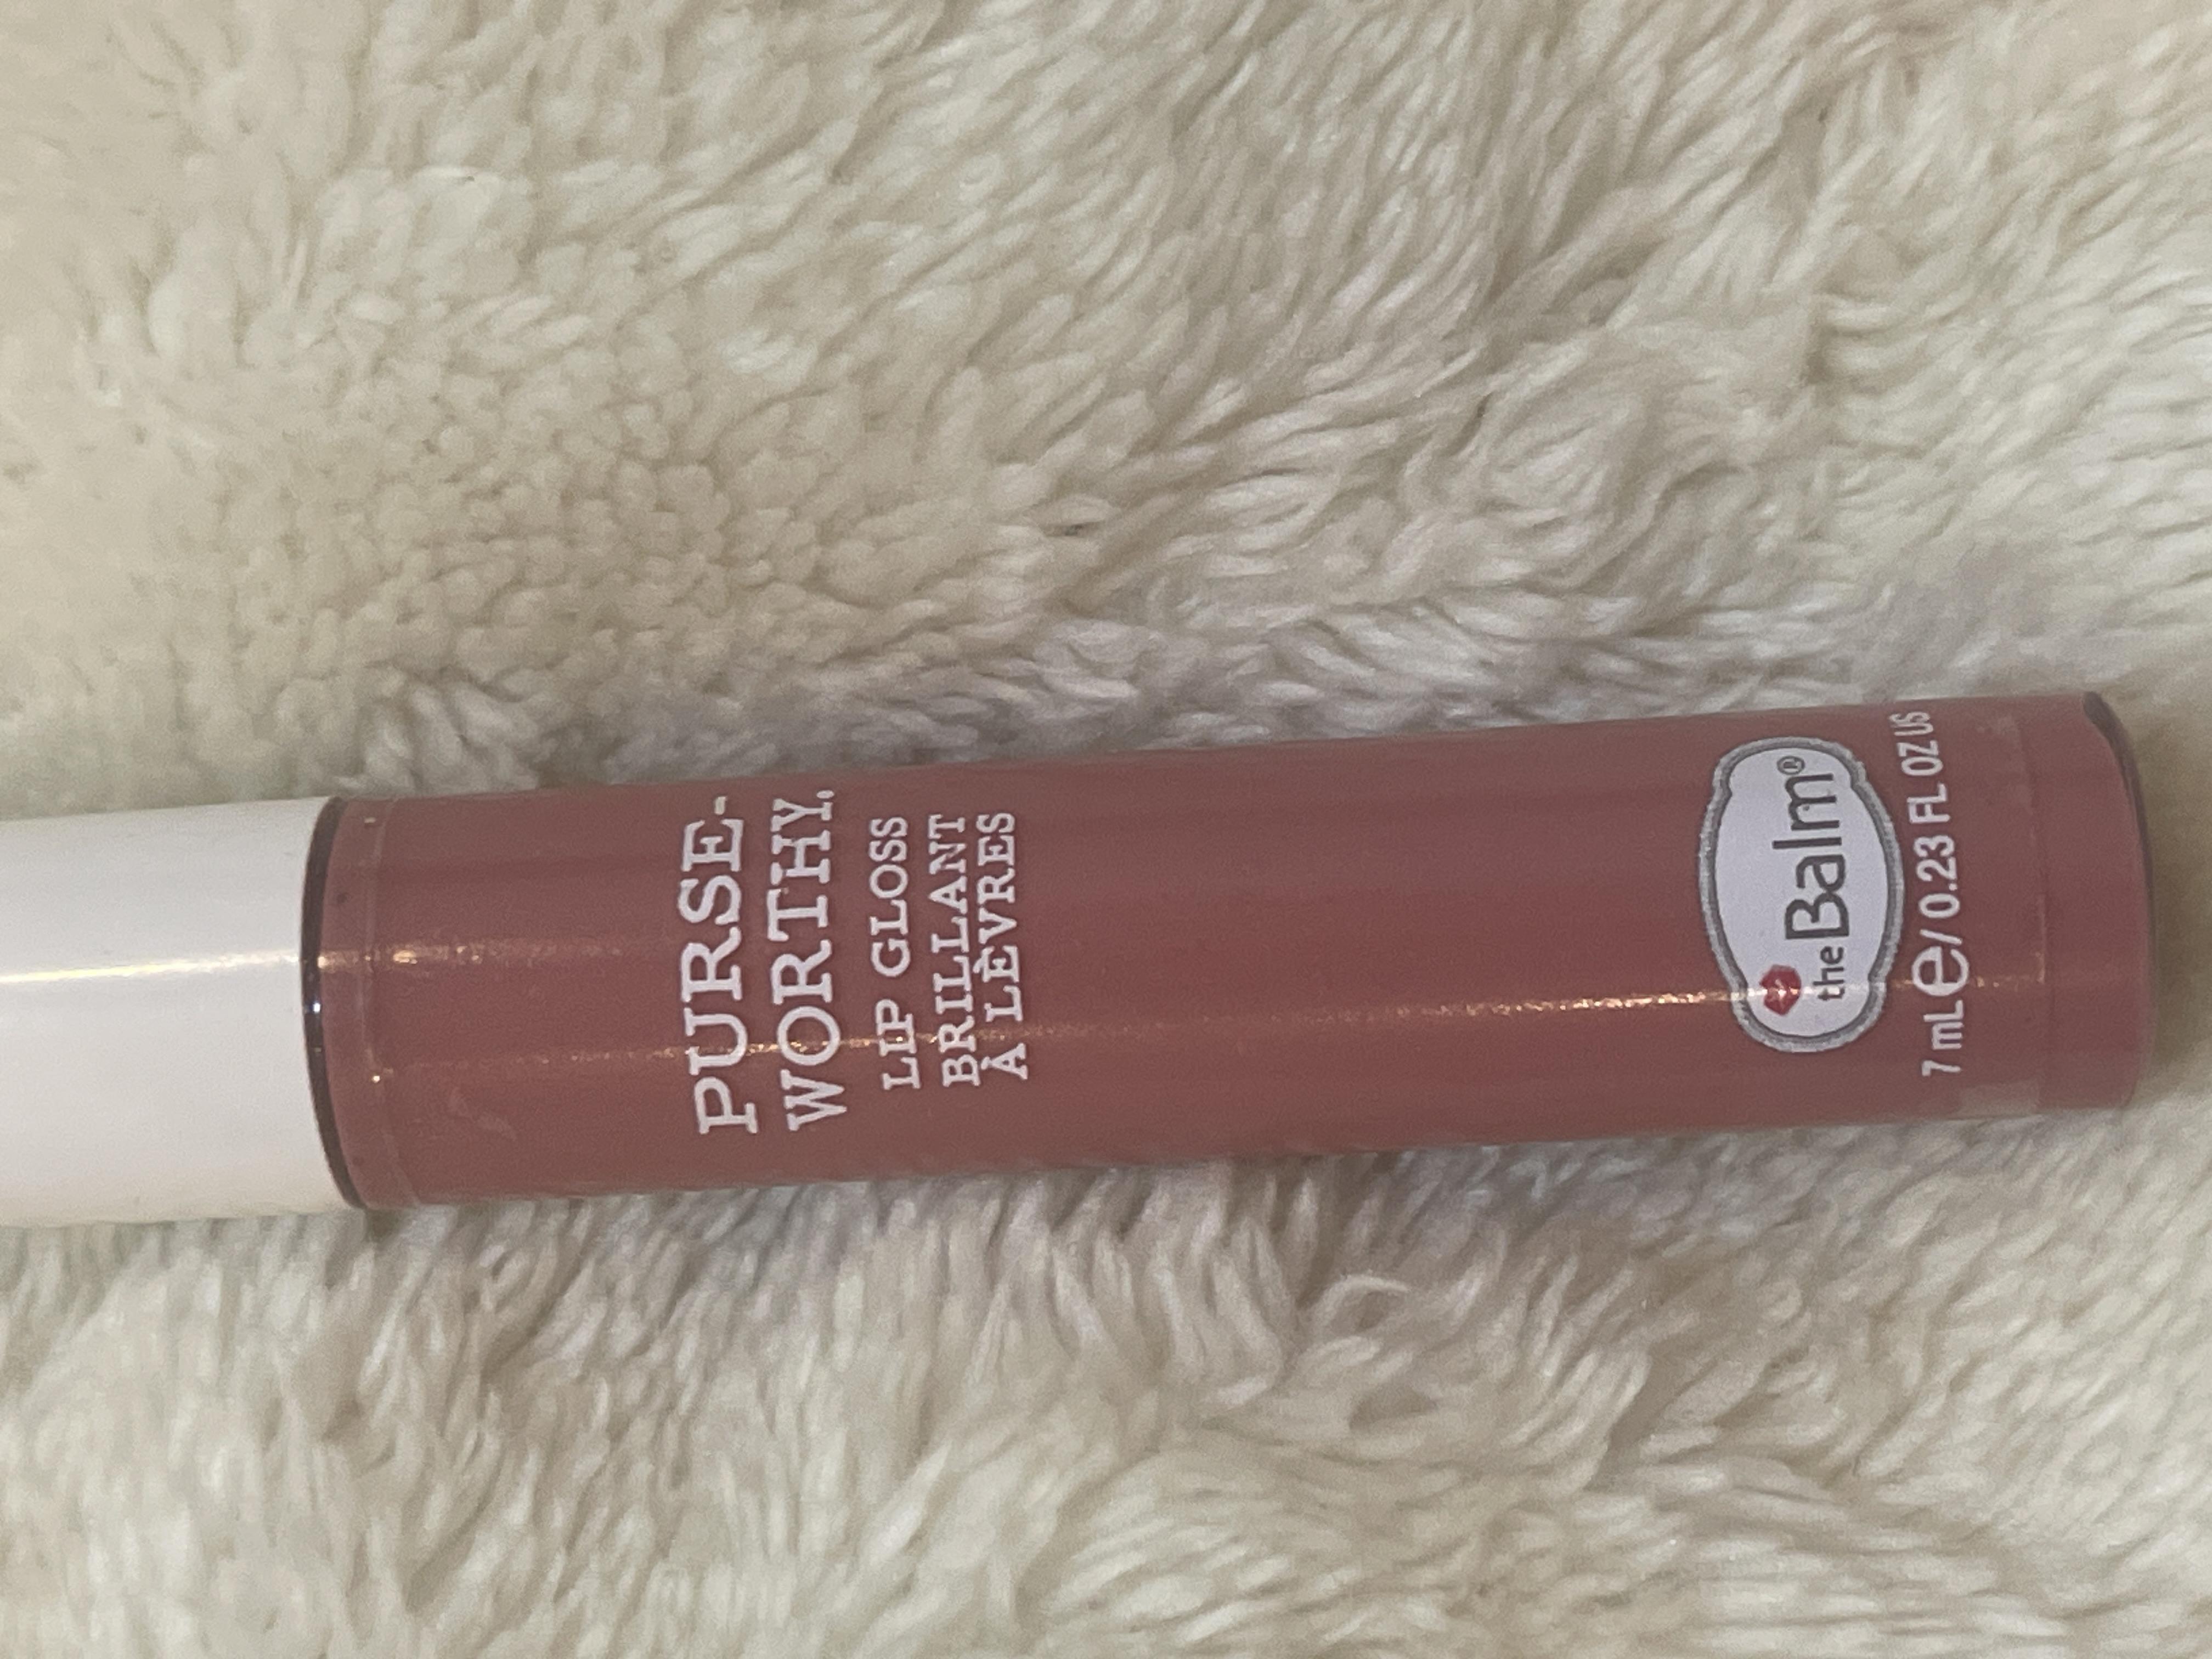 PURSE-
WORTHY.
LIP GLOSS
BRILLANT
À LÈVRES
theBalm®
7 mL e / 0.23 FL OZ US